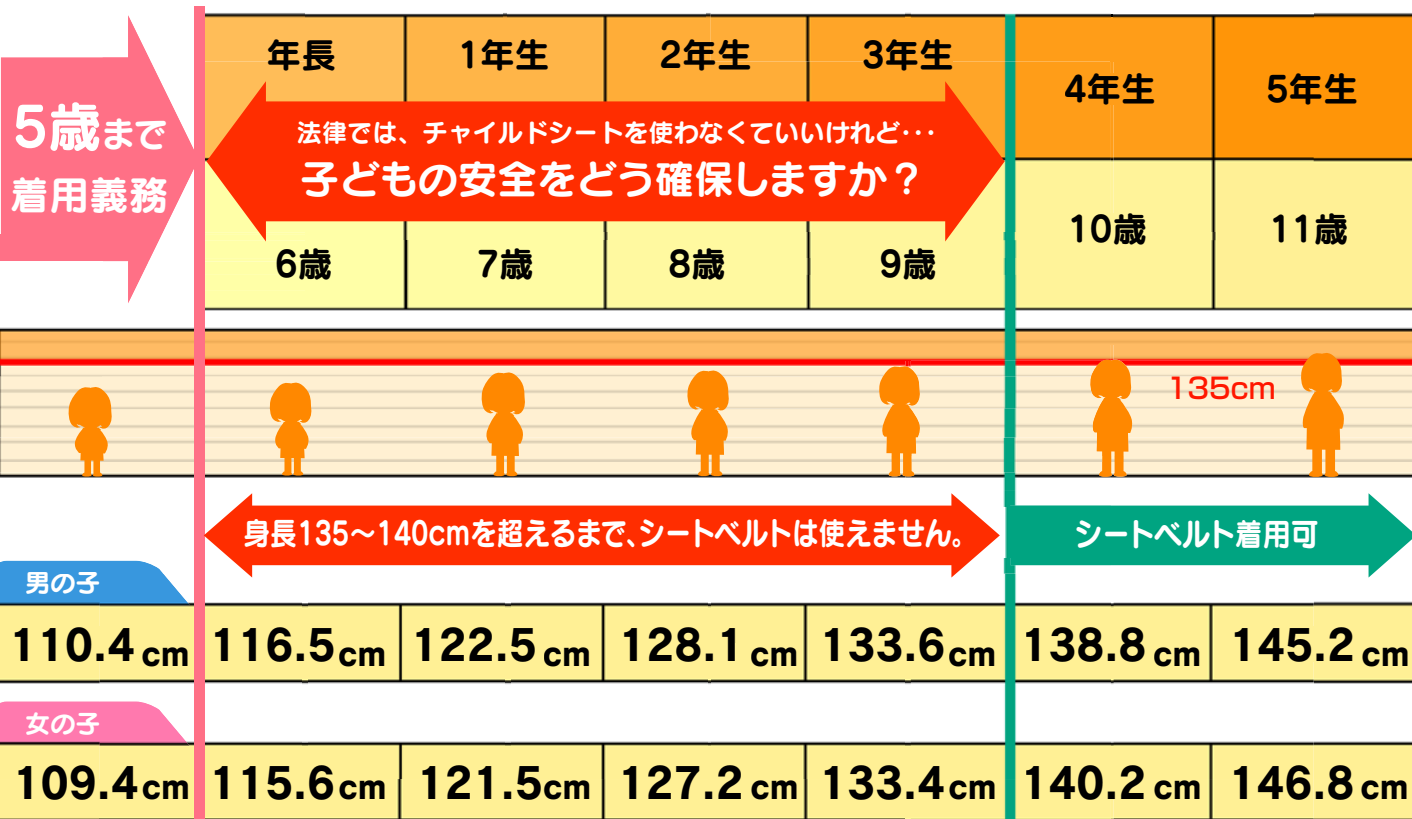 5歳まで
着用義務
年長
1年生
2年生
3年生
4年生
5年生
法律では、チャイルドシートを使わなくていいけれど・・・
子どもの安全をどう確保しますか？
6歳
7歳
8歳
9歳
10歳
11歳
135cm
身長135〜140cmを超えるまで、シートベルトは使えません。
シートベルト着用可
男の子
110.4cm 116.5cm 122.5cm 128.1cm 133.6cm 138.8cm 145.2cm
女の子
109.4cm 115.6cm 121.5cm 127.2cm 133.4cm 140.2cm 146.8cm